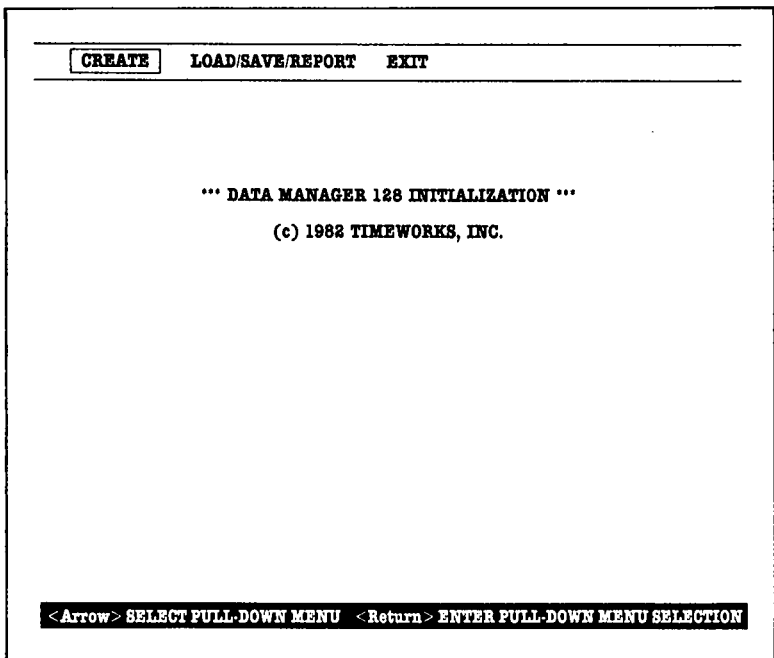 CREATE LOAD/SAVE/REPORT EXIT
*** DATA MANAGER 128 INITIALIZATION ***
(c) 1982 TIMEWORKS, INC.
<Arrow> SELECT PULL-DOWN MENU <Return> ENTER PULL-DOWN MENU SELECTION